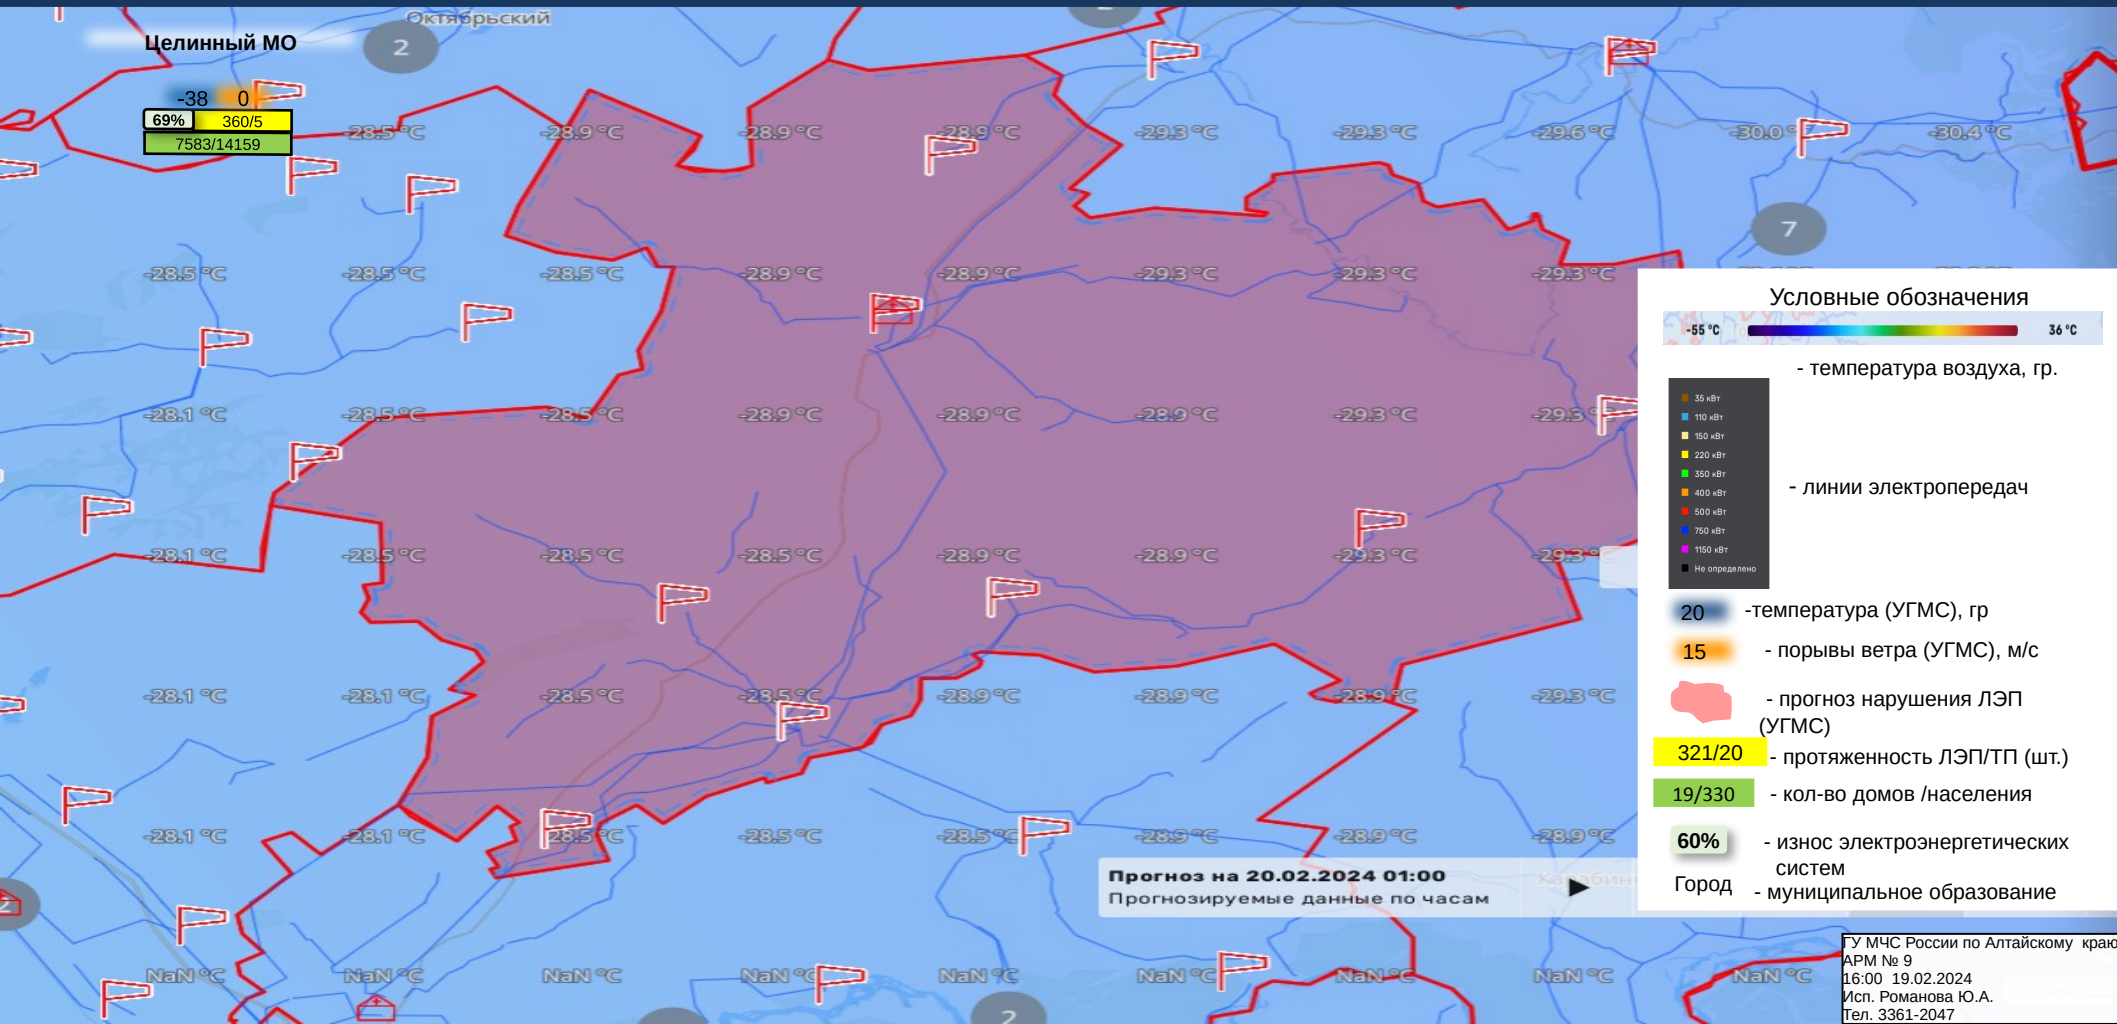 Октябрьский
Целинный МО
2
-38 0
69% 360/5
7583/14159
-28.5 °C -28.9 °C -28.9 °C -28.9 °C -29.3 °C -29.3 °C -29.6 °C -30.0 °C -30.4 °C
7
-28.5 °C -28.5 °C -28.5 °C -28.9 °C -28.9 °C -29.3 °C -29.3 °C -29.3 °C
-28.1 °C -28.5 °C -28.5 °C -28.9 °C -28.9 °C -28.9 °C -29.3 °C -29.3
-28.1 °C -28.5 °C -28.5 °C -28.5 °C -28.9 °C -28.9 °C -29.3 °C -29.3°
-28.1 °C -28.1 °C -28.5 °C -28.5 °C -28.9 °C -28.9 °C -28.9 °C -29.3 °C
-28.1 °C -28.1 °C -28.5 °C -28.5 °C -28.5 °C -28.9 °C -28.9 °C -28.9 °C
Прогноз на 20.02.2024 01:00
Прогнозируемые данные по часам
2
NaN °C NaN °C NaN °C NaN °C NaN °C NaN °C NaN °C NaN °C NaN °C
2
Условные обозначения
-55 °C 36 °C
- температура воздуха, гр.
35 кВт
110 кВт
150 кВт
220 кВт
350 кВт
400 кВт
500 кВт
750 кВт
1150 кВт
Не определено
- линии электропередач
20 -температура (УГМС), гр
15 - порывы ветра (УГМС), м/с
- прогноз нарушения ЛЭП
(УГМС)
321/20 - протяженность ЛЭП/ТП (шт.)
19/330 - кол-во домов /населения
60% - износ электроэнергетических
систем
Город - муниципальное образование
ГУ МЧС России по Алтайскому краю
АРМ № 9
16:00 19.02.2024
Исп. Романова Ю.А.
Тел. 3361-2047